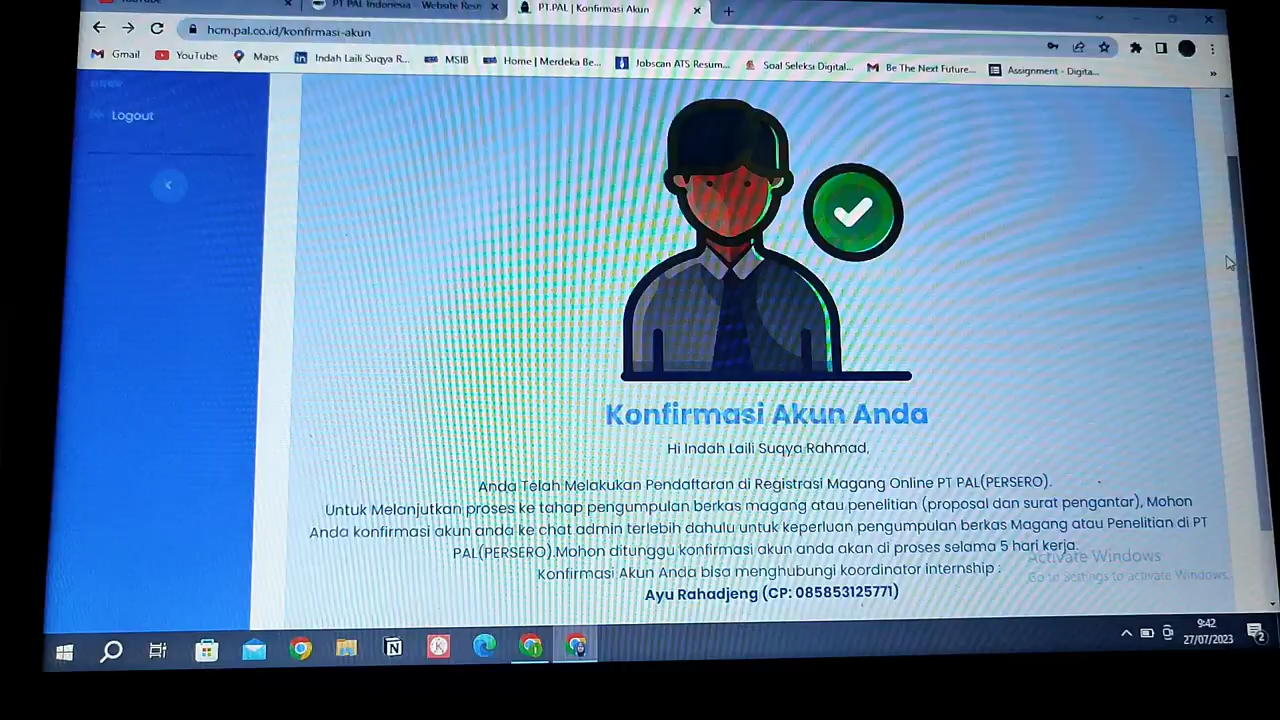 PT PAL Indonesia - Website Resm
PT.PAL | Konfirmasi Akun
hcm.pal.co.id/konfirmasi-akun
Gmail YouTube Maps Indah Laili Suqya R... MSIB Home | Merdeka Be... Jobscan ATS Resum... Soal Seleksi Digital... Be The Next Future... Assignment - Digita...
Logout
Konfirmasi Akun Anda
Hi Indah Laili Suqya Rahmad,
Anda Telah Melakukan Pendaftaran di Registrasi Magang Online PT PAL(PERSERO).
Untuk Melanjutkan proses ke tahap pengumpulan berkas magang atau penelitian (proposal dan surat pengantar), Mohon
Anda konfirmasi akun anda ke chat admin terlebih dahulu untuk keperluan pengumpulan berkas Magang atau Penelitian di PT
PAL(PERSERO).Mohon ditunggu konfirmasi akun anda akan di proses selama 5 hari kerja.
Konfirmasi Akun Anda bisa menghubungi koordinator internship :
Ayu Rahadjeng (CP: 085853125771)
Activate Windows
Go to Settings to activate Windows.
9:42
27/07/2023
2